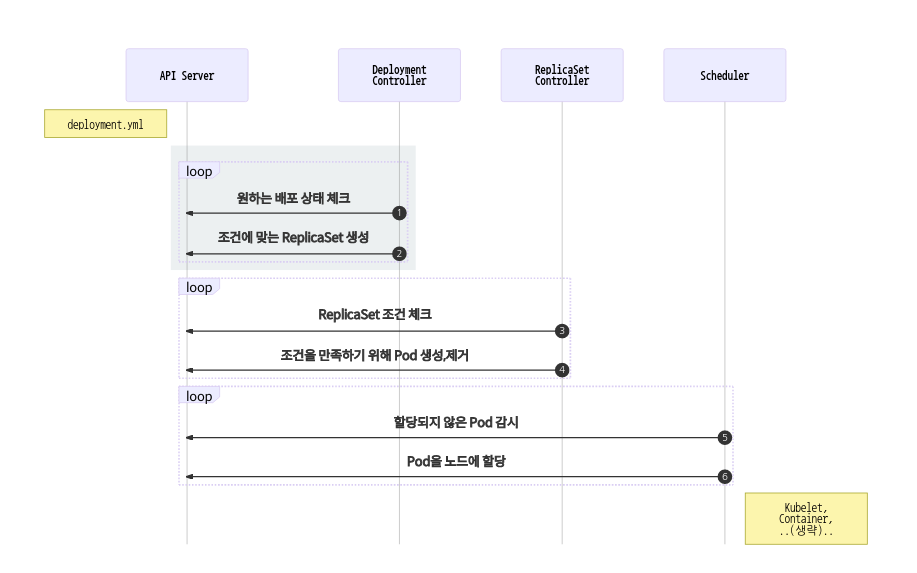 API Server
Deployment
Controller
ReplicaSet
Controller
Scheduler
deployment.yml
loop
원하는 배포 상태 체크
1
조건에 맞는 ReplicaSet 생성
2
loop
ReplicaSet 조건 체크
3
조건을 만족하기 위해 Pod 생성,제거
4
loop
할당되지 않은 Pod 감시
5
Pod을 노드에 할당
6
Kubelet,
Container,
..(생략)..